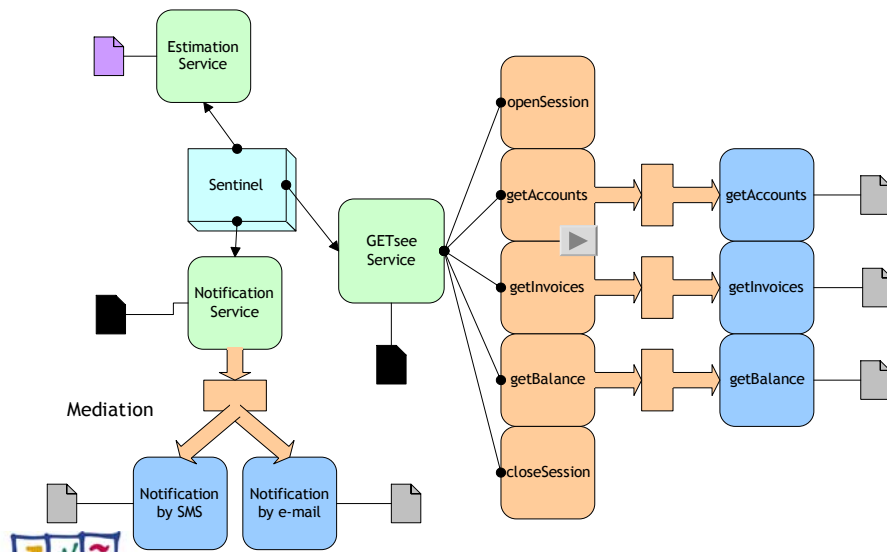 Estimation
Service
Sentinel
GETsee
Service
Notification
Service
Mediation
Notification
by SMS
Notification
by e-mail
openSession
getAccounts
getInvoices
getBalance
closeSession
getAccounts
getInvoices
getBalance